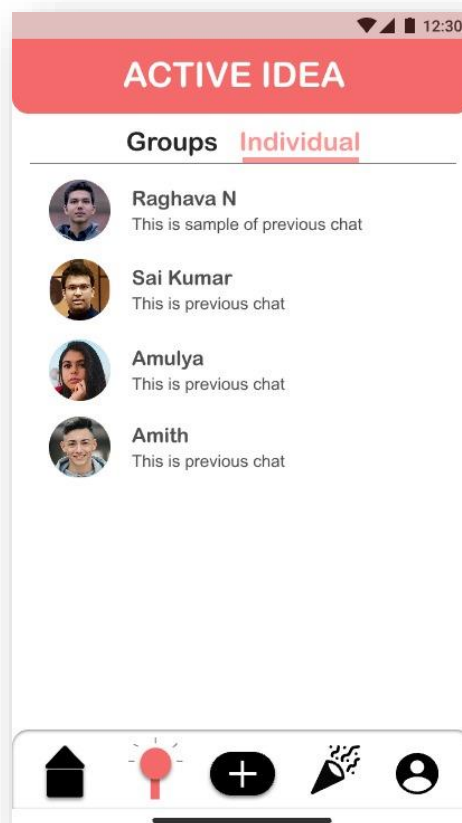 12:30
ACTIVE IDEA
Groups Individual
Raghava N
This is sample of previous chat
Sai Kumar
This is previous chat
Amulya
This is previous chat
Amith
This is previous chat